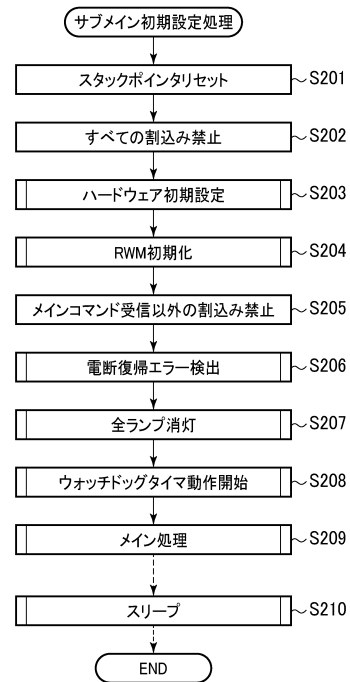 サブメイン初期設定処理
スタックポインタリセット S201
すべての割込み禁止 S202
ハードウェア初期設定 S203
RWM初期化 S204
メインコマンド受信以外の割込み禁止 S205
電断復帰エラー検出 S206
全ランプ消灯 S207
ウォッチドッグタイマ動作開始 S208
メイン処理 S209
スリープ S210
END